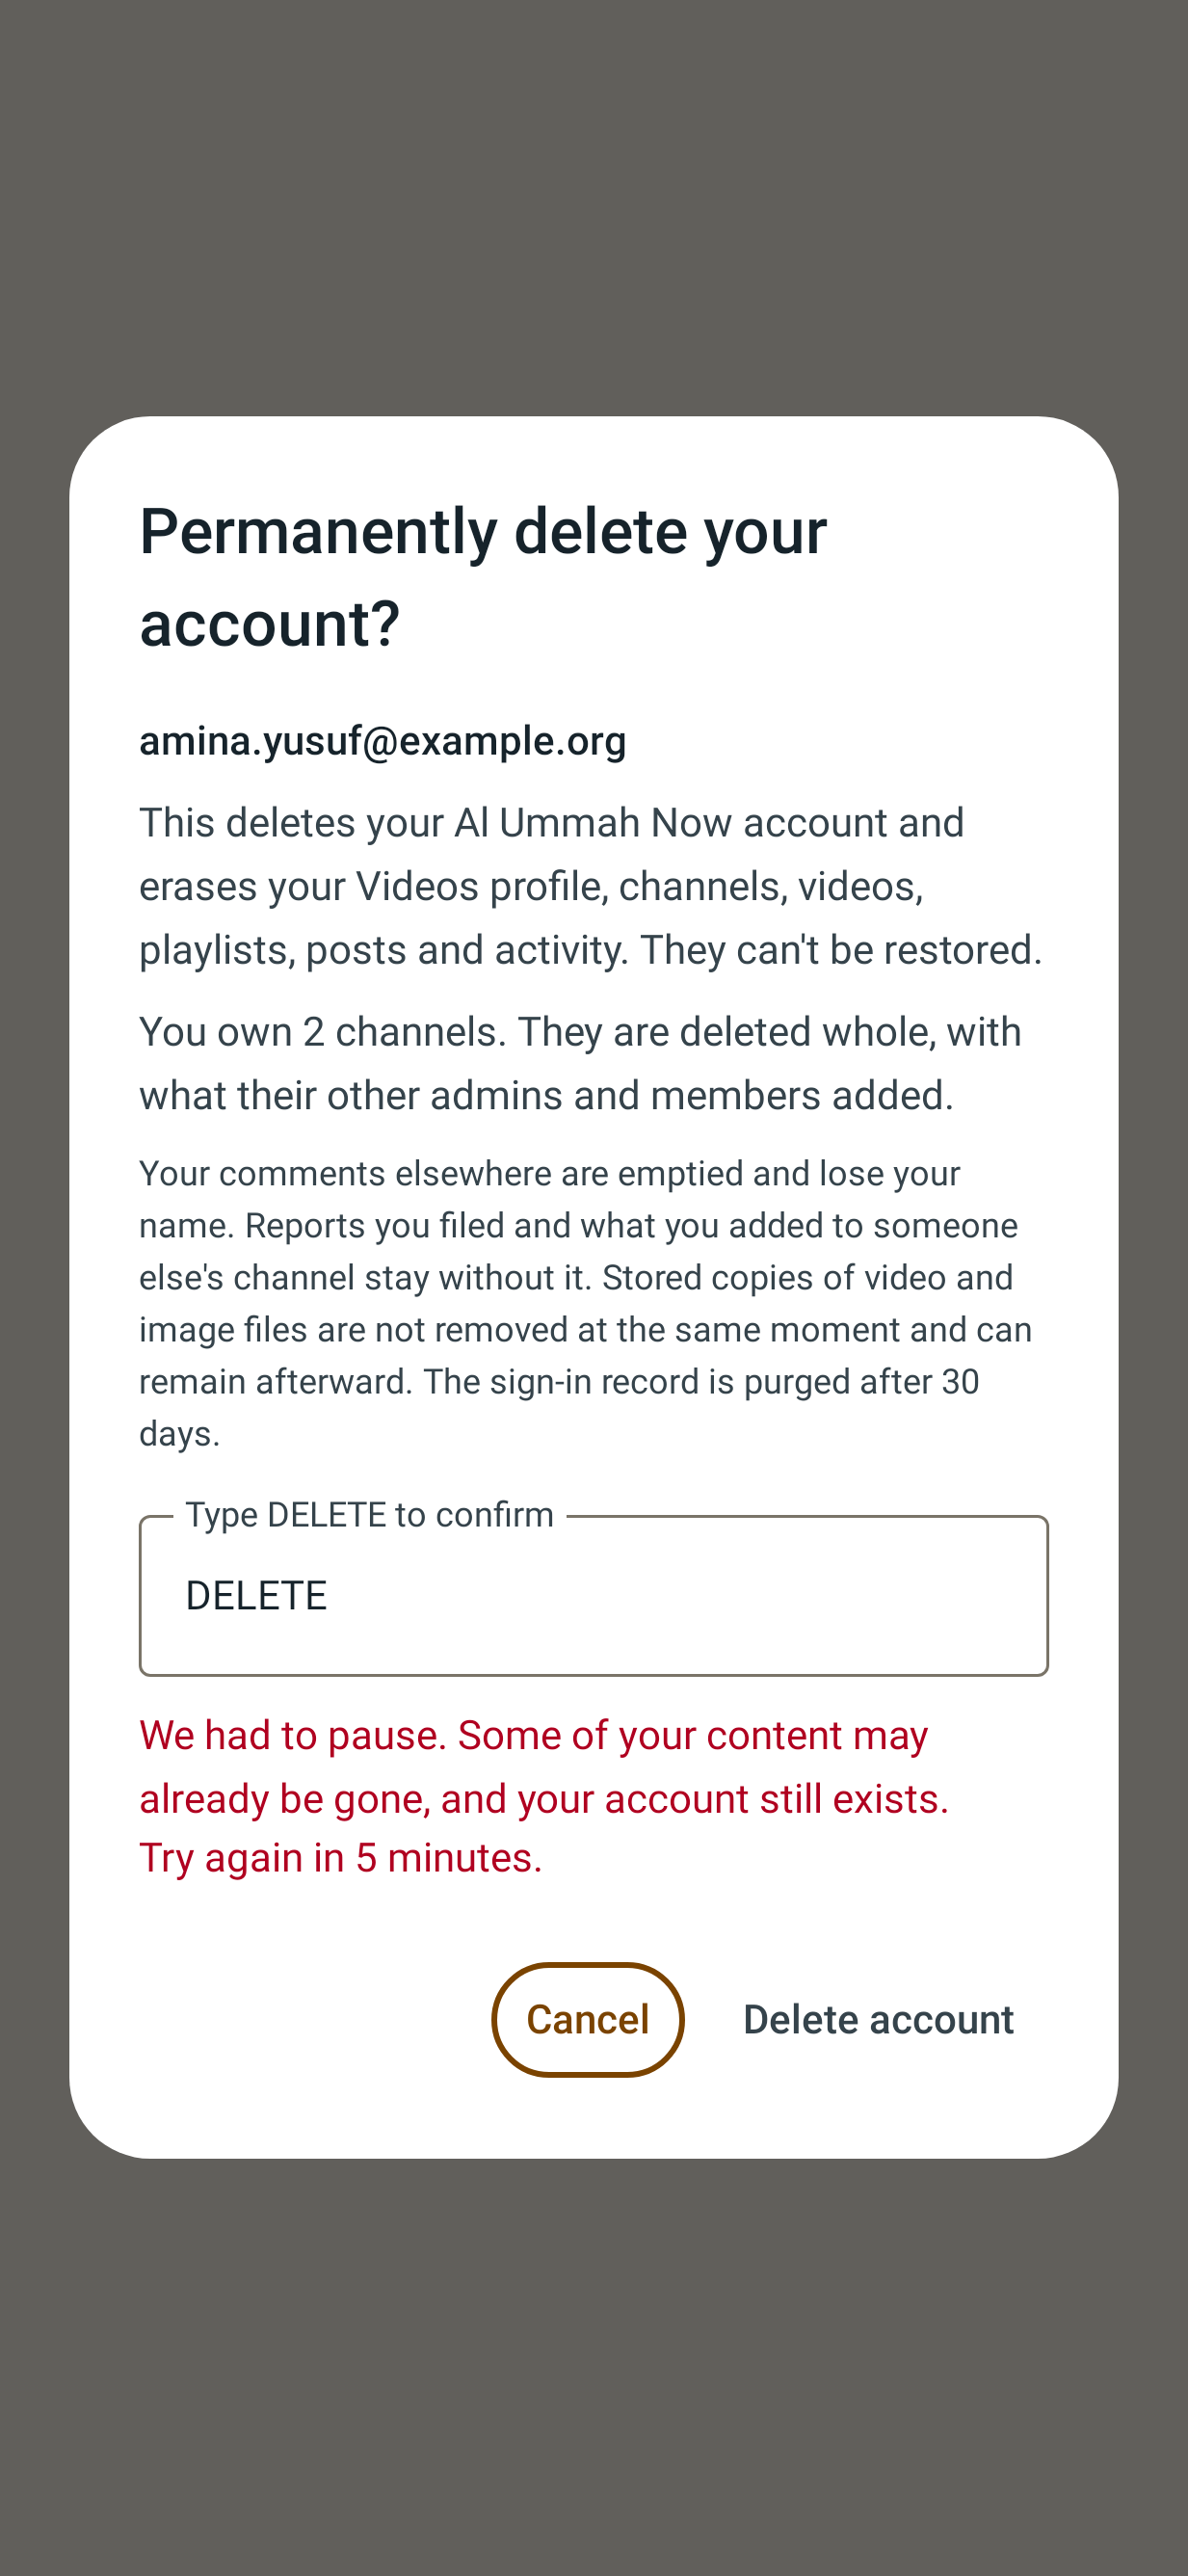 Permanently delete your
account?
amina.yusuf@example.org
This deletes your Al Ummah Now account and
erases your Videos profile, channels, videos,
playlists, posts and activity. They can't be restored.
You own 2 channels. They are deleted whole, with
what their other admins and members added.
Your comments elsewhere are emptied and lose your
name. Reports you filed and what you added to someone
else's channel stay without it. Stored copies of video and
image files are not removed at the same moment and can
remain afterward. The sign-in record is purged after 30
days.
Type DELETE to confirm
DELETE
We had to pause. Some of your content may
already be gone, and your account still exists.
Try again in 5 minutes.
Cancel Delete account